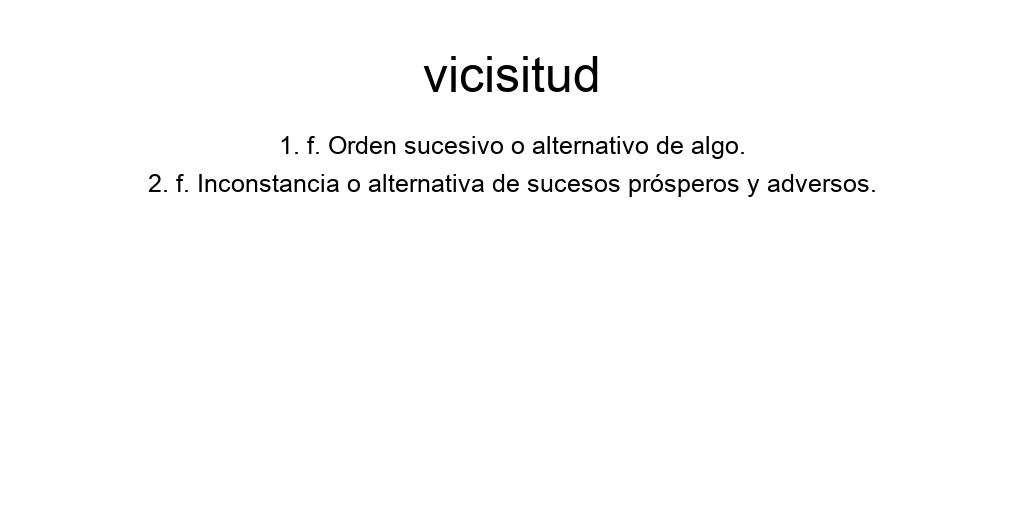 vicisitud
1. f. Orden sucesivo o alternativo de algo.
2. f. Inconstancia o alternativa de sucesos prósperos y adversos.